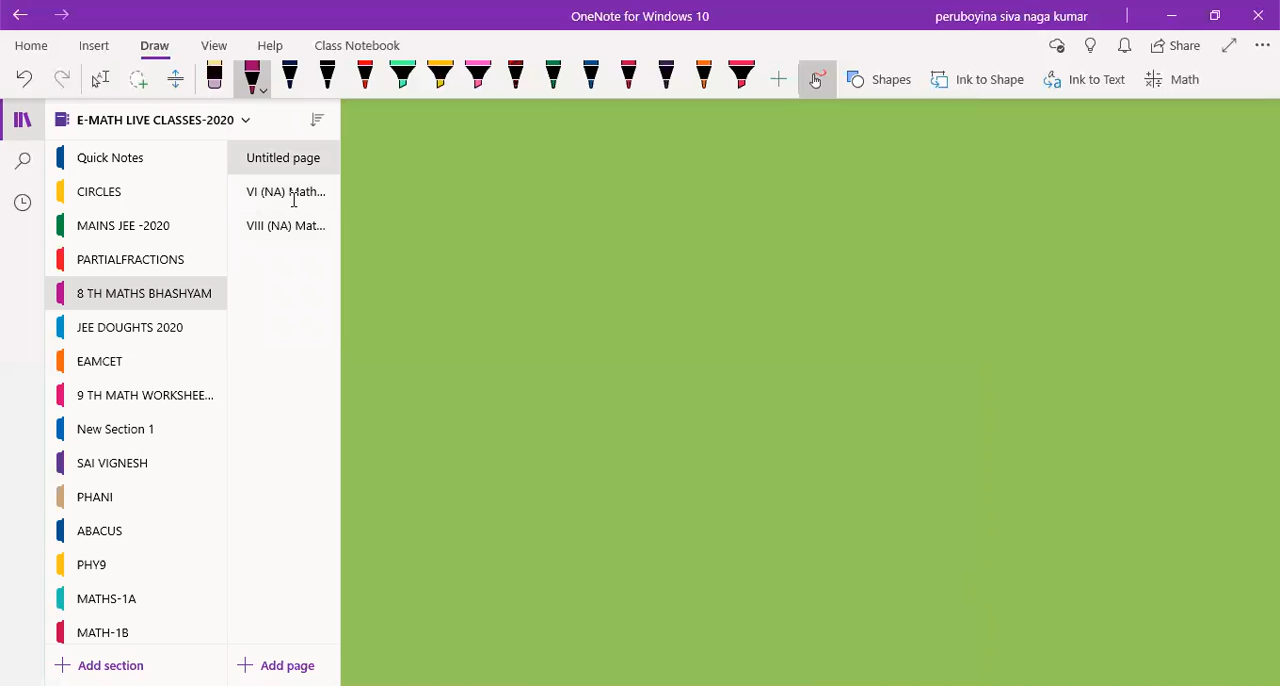 OneNote for Windows 10
peruboyina siva naga kumar
Home Insert Draw View Help Class Notebook
Share
Shapes Ink to Shape Ink to Text Math
E-MATH LIVE CLASSES-2020
Quick Notes
CIRCLES
MAINS JEE -2020
PARTIALFRACTIONS
8 TH MATHS BHASHYAM
JEE DOUGHTS 2020
EAMCET
9 TH MATH WORKSHEE...
New Section 1
SAI VIGNESH
PHANI
ABACUS
PHY9
MATHS-1A
MATH-1B
Add section
Untitled page
VI (NA) Math...
VIII (NA) Mat...
Add page